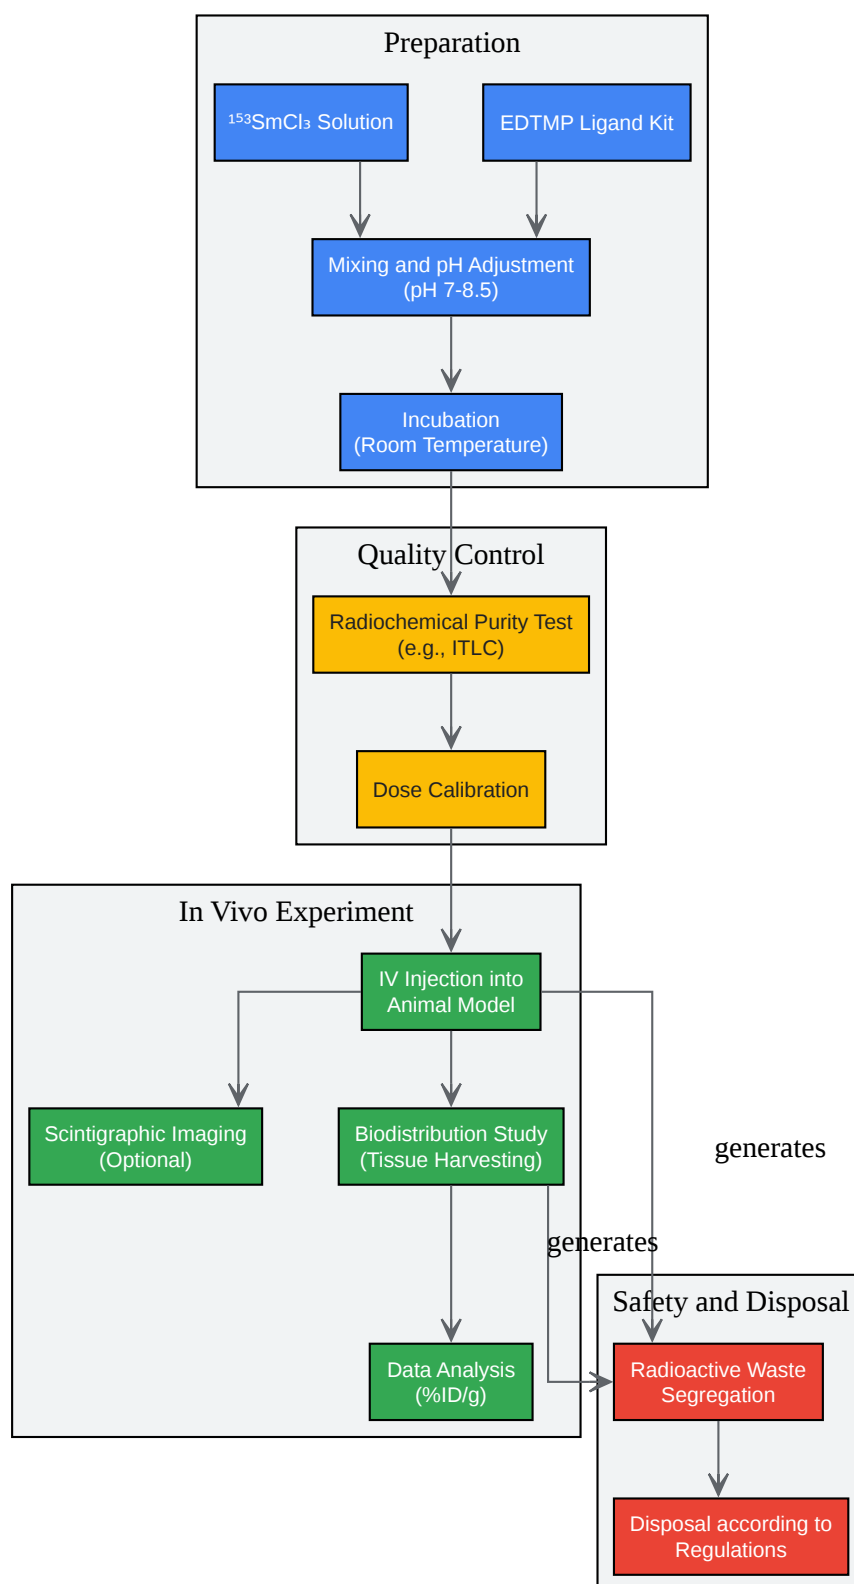 Preparation
¹⁵³SmCl₃ Solution
EDTMP Ligand Kit
Mixing and pH Adjustment
(pH 7-8.5)
Incubation
(Room Temperature)
Quality Control
Radiochemical Purity Test
(e.g., ITLC)
Dose Calibration
In Vivo Experiment
IV Injection into
Animal Model
Scintigraphic Imaging
(Optional)
Biodistribution Study
(Tissue Harvesting)
generates
generates
Safety and Disposal
Data Analysis
(%ID/g)
Radioactive Waste
Segregation
Disposal according to
Regulations